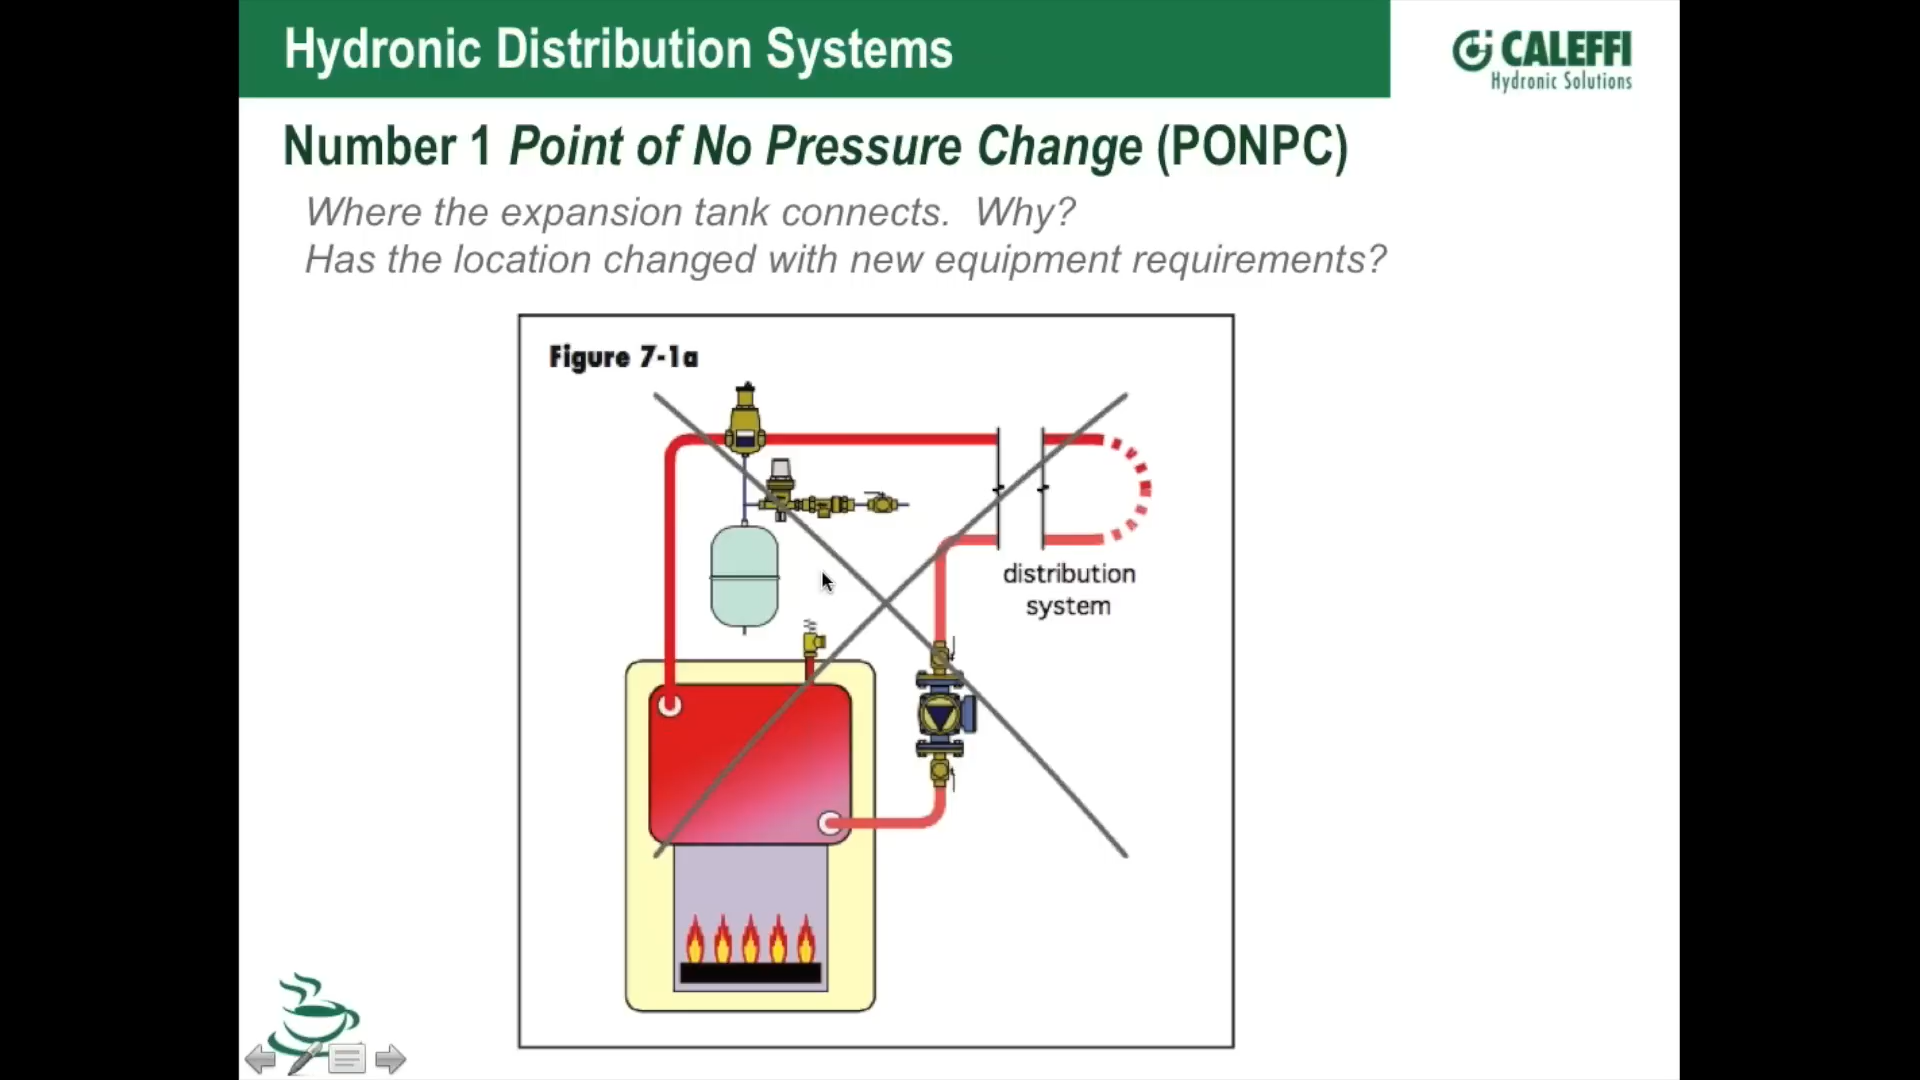 Hydronic Distribution Systems
CALEFFI
Hydronic Solutions
Number 1 Point of No Pressure Change (PONPC)
Where the expansion tank connects. Why?
Has the location changed with new equipment requirements?
Figure 7-1a
distribution
system